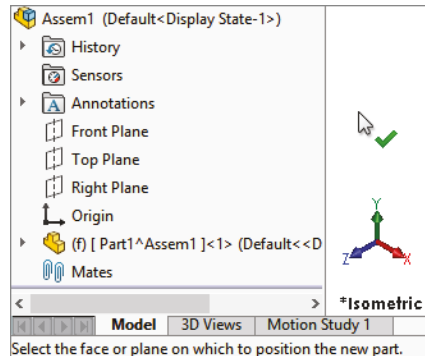 Assem1 (Default<Display State-1>)
History
Sensors
A Annotations
Front Plane
Top Plane
Right Plane
Origin
(f) [ Part1^Assem1 ]<1> (Default<<D
Mates
Y
Z X
*Isometric
Model 3D Views Motion Study 1
Select the face or plane on which to position the new part.